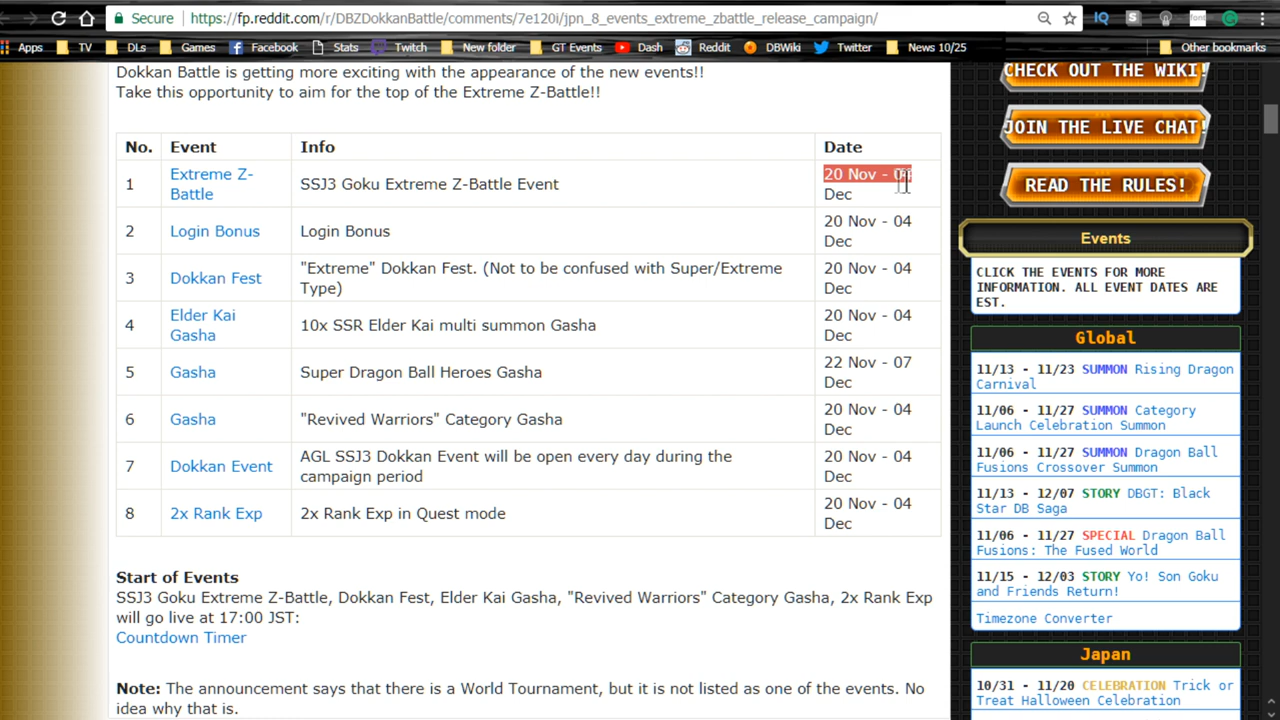 Secure https://fp.reddit.com/r/DBZDokkanBattle/comments/7e120i/jpn_8_events_extreme_zbattle_release_campaign/
Apps TV DLs Games Facebook Stats Twitch New folder GT Events Dash Reddit DBWiki Twitter News 10/25 Other bookmarks
Dokkan Battle is getting more exciting with the appearance of the new events!!
Take this opportunity to aim for the top of the Extreme Z-Battle!!
No. Event Info Date
1 Extreme Z-Battle SSJ3 Goku Extreme Z-Battle Event 20 Nov - 04 Dec
2 Login Bonus Login Bonus 20 Nov - 04 Dec
3 Dokkan Fest "Extreme" Dokkan Fest. (Not to be confused with Super/Extreme Type) 20 Nov - 04 Dec
4 Elder Kai Gasha 10x SSR Elder Kai multi summon Gasha 20 Nov - 04 Dec
5 Gasha Super Dragon Ball Heroes Gasha 22 Nov - 07 Dec
6 Gasha "Revived Warriors" Category Gasha 20 Nov - 04 Dec
7 Dokkan Event AGL SSJ3 Dokkan Event will be open every day during the campaign period 20 Nov - 04 Dec
8 2x Rank Exp 2x Rank Exp in Quest mode 20 Nov - 04 Dec
Start of Events
SSJ3 Goku Extreme Z-Battle, Dokkan Fest, Elder Kai Gasha, "Revived Warriors" Category Gasha, 2x Rank Exp
will go live at 17:00 JST:
Countdown Timer
Note: The announcement says that there is a World Tournament, but it is not listed as one of the events. No
idea why that is.
CHECK OUT THE WIKI!
JOIN THE LIVE CHAT!
READ THE RULES!
Events
CLICK THE EVENTS FOR MORE
INFORMATION. ALL EVENT DATES ARE
EST.
Global
11/13 - 11/23 SUMMON Rising Dragon
Carnival
11/06 - 11/27 SUMMON Category
Launch Celebration Summon
11/06 - 11/27 SUMMON Dragon Ball
Fusions Crossover Summon
11/13 - 12/07 STORY DBGT: Black
Star DB Saga
11/06 - 11/27 SPECIAL Dragon Ball
Fusions: The Fused World
11/15 - 12/03 STORY Yo! Son Goku
and Friends Return!
Timezone Converter
Japan
10/31 - 11/20 CELEBRATION Trick or
Treat Halloween Celebration